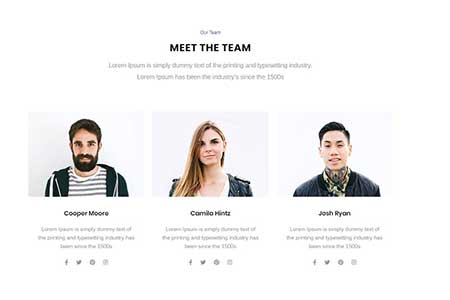 Our Team
MEET THE TEAM
Lorem Ipsum is simply dummy text of the printing and typesetting industry.
Lorem Ipsum has been the industry's since the 1500s
Cooper Moore
Lorem Ipsum is simply dummy text of
the printing and typesetting industry has
been since the 1500s
Camila Hintz
Lorem Ipsum is simply dummy text of
the printing and typesetting industry has
been since the 1500s
Josh Ryan
Lorem Ipsum is simply dummy text of
the printing and typesetting industry has
been since the 1500s